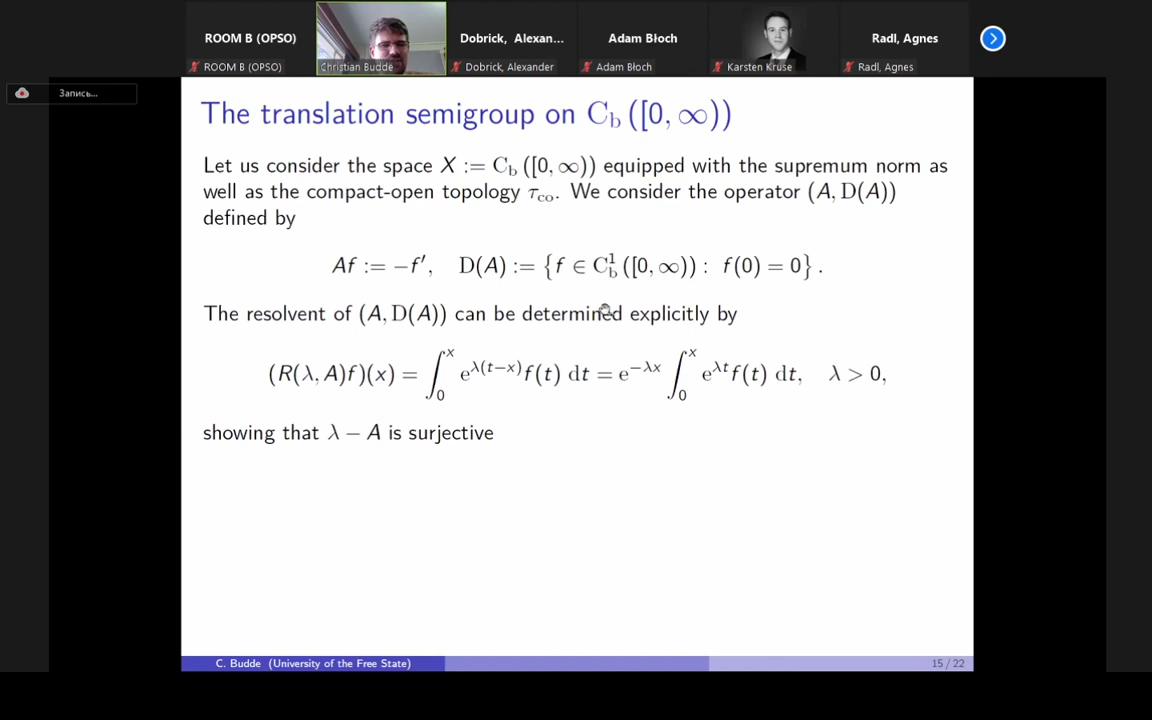 ROOM B (OPSO)
Dobrick, Alexan...
Adam Błoch
Radl, Agnes
ROOM B (OPSO)
Christian Budde
Dobrick, Alexander
Adam Błoch
Karsten Kruse
Radl, Agnes
Запись...
The translation semigroup on C_b([0, ∞))
Let us consider the space X := C_b([0, ∞)) equipped with the supremum norm as
well as the compact-open topology τ_co. We consider the operator (A, D(A))
defined by
Af := −f′, D(A) := {f ∈ C_b^1([0, ∞)) : f(0) = 0}.
The resolvent of (A, D(A)) can be determined explicitly by
(R(λ, A)f)(x) = ∫_0^x e^{λ(t−x)} f(t) dt = e^{−λx} ∫_0^x e^{λt} f(t) dt, λ > 0,
showing that λ − A is surjective
C. Budde (University of the Free State)
15 / 22